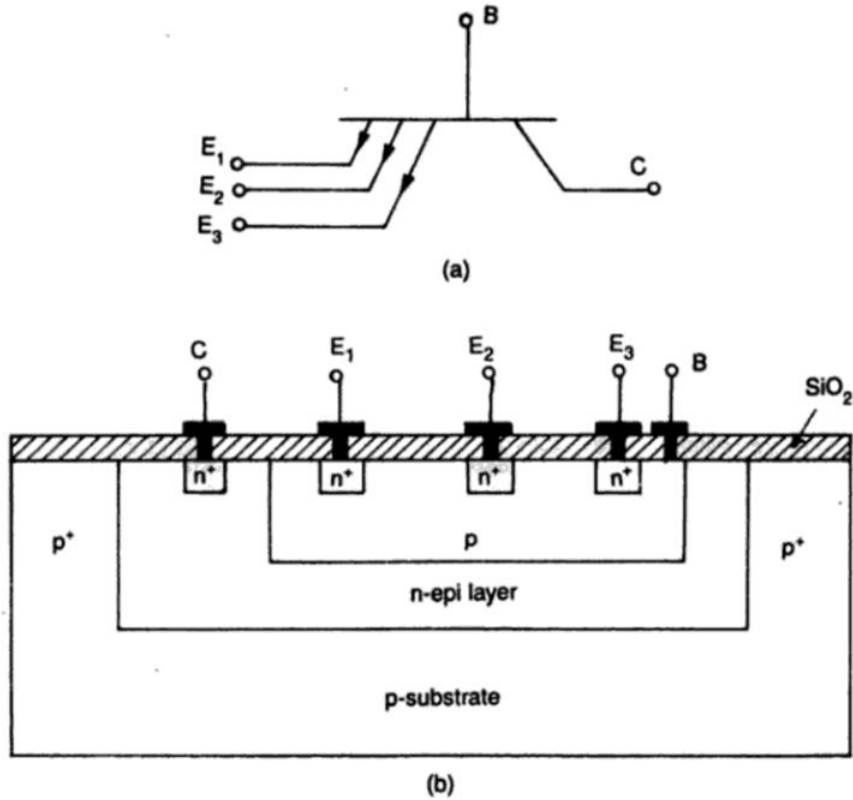 B
E₁
E₂
E₃
C
(a)
C
E₁
E₂
E₃
B
SiO₂
n⁺
n⁺
n⁺
n⁺
p⁺
p
p⁺
n-epi layer
p-substrate
(b)